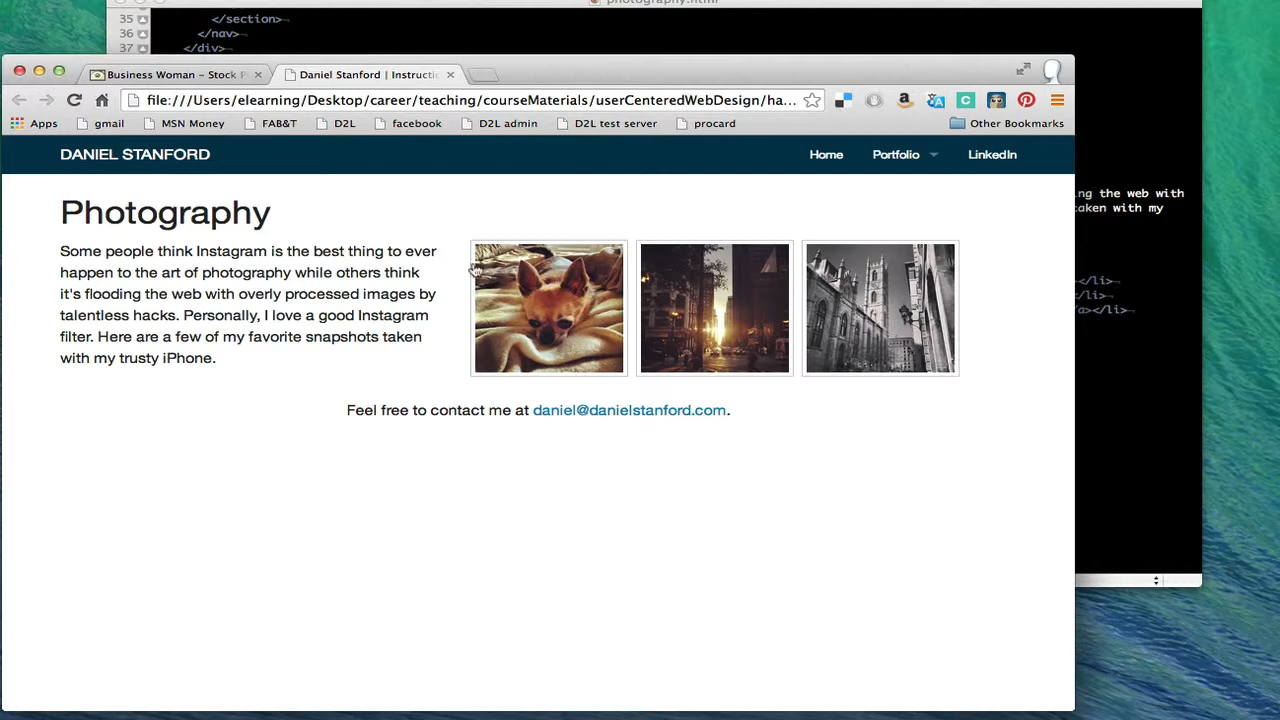 photography.html
35 </section>¬
36 </nav>¬
37 </div>¬
Business Woman – Stock P
Daniel Stanford | Instructi
file:///Users/elearning/Desktop/career/teaching/courseMaterials/userCenteredWebDesign/ha...
Apps gmail MSN Money FAB&T D2L facebook D2L admin D2L test server procard Other Bookmarks
DANIEL STANFORD Home Portfolio LinkedIn
Photography
Some people think Instagram is the best thing to ever
happen to the art of photography while others think
it's flooding the web with overly processed images by
talentless hacks. Personally, I love a good Instagram
filter. Here are a few of my favorite snapshots taken
with my trusty iPhone.
Feel free to contact me at daniel@danielstanford.com.
ng the web with
taken with my
</li>¬
</li>¬
/a></li>¬